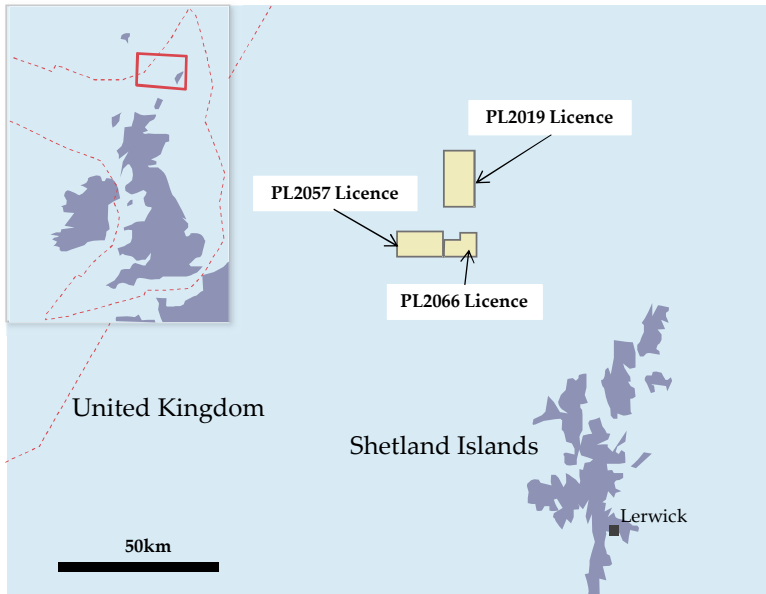 PL2019 Licence
PL2057 Licence
PL2066 Licence
United Kingdom
Shetland Islands
Lerwick
50km